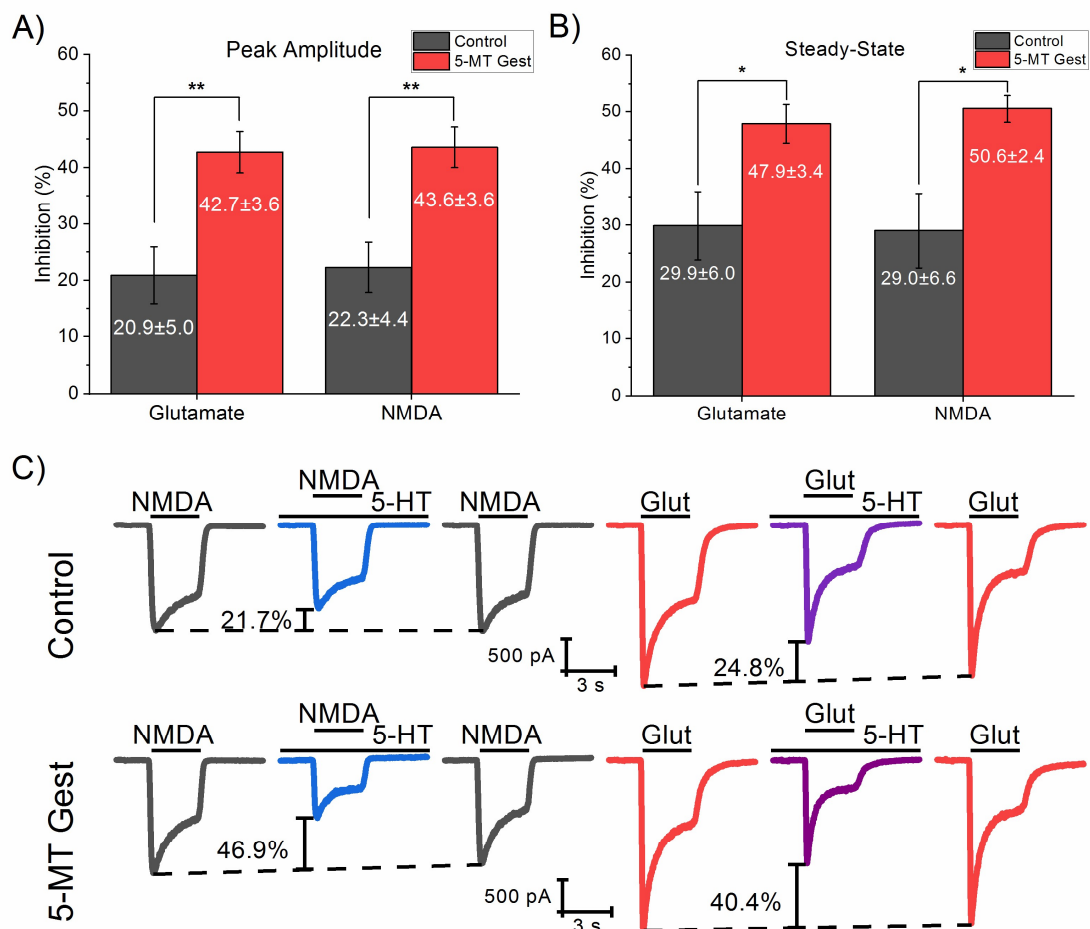 A)
Peak Amplitude
Control
5-MT Gest
Inhibition (%)
60
50
40
30
20
10
0
**
**
20.9±5.0
42.7±3.6
22.3±4.4
43.6±3.6
Glutamate
NMDA
B)
Steady-State
Control
5-MT Gest
Inhibition (%)
60
50
40
30
20
10
0
*
*
29.9±6.0
47.9±3.4
29.0±6.6
50.6±2.4
Glutamate
NMDA
C)
Control
NMDA
NMDA
5-HT
NMDA
Glut
Glut
5-HT
Glut
21.7%
500 pA
3 s
24.8%
5-MT Gest
NMDA
NMDA
5-HT
NMDA
Glut
Glut
5-HT
Glut
46.9%
500 pA
3 s
40.4%